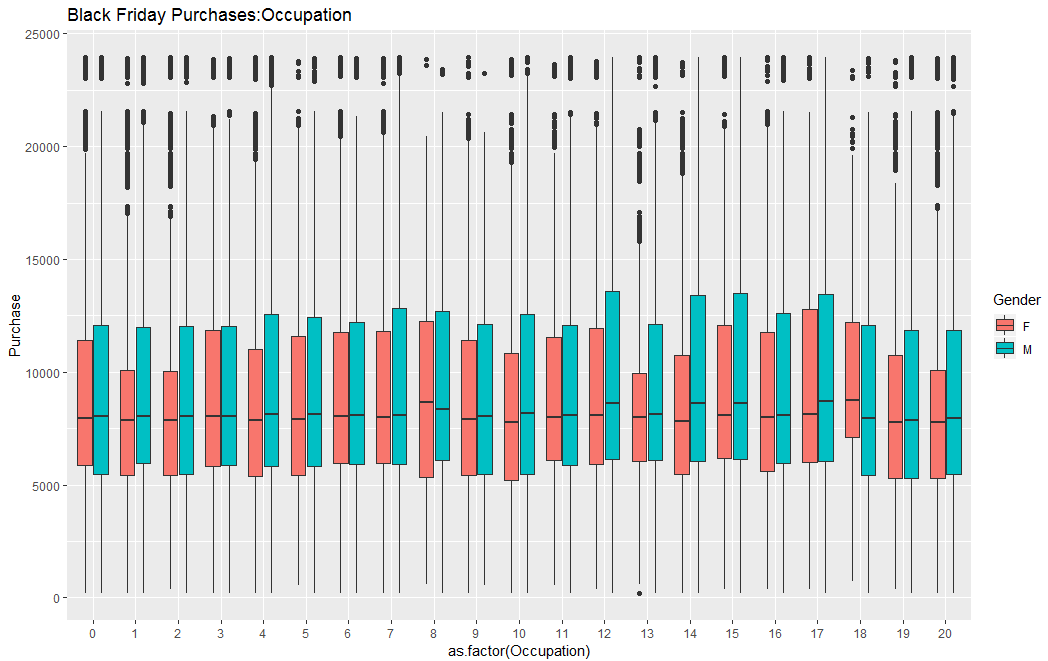 Black Friday Purchases:Occupation
25000
20000
15000
10000
5000
0
Purchase
0 1 2 3 4 5 6 7 8 9 10 11 12 13 14 15 16 17 18 19 20
as.factor(Occupation)
Gender
F
M